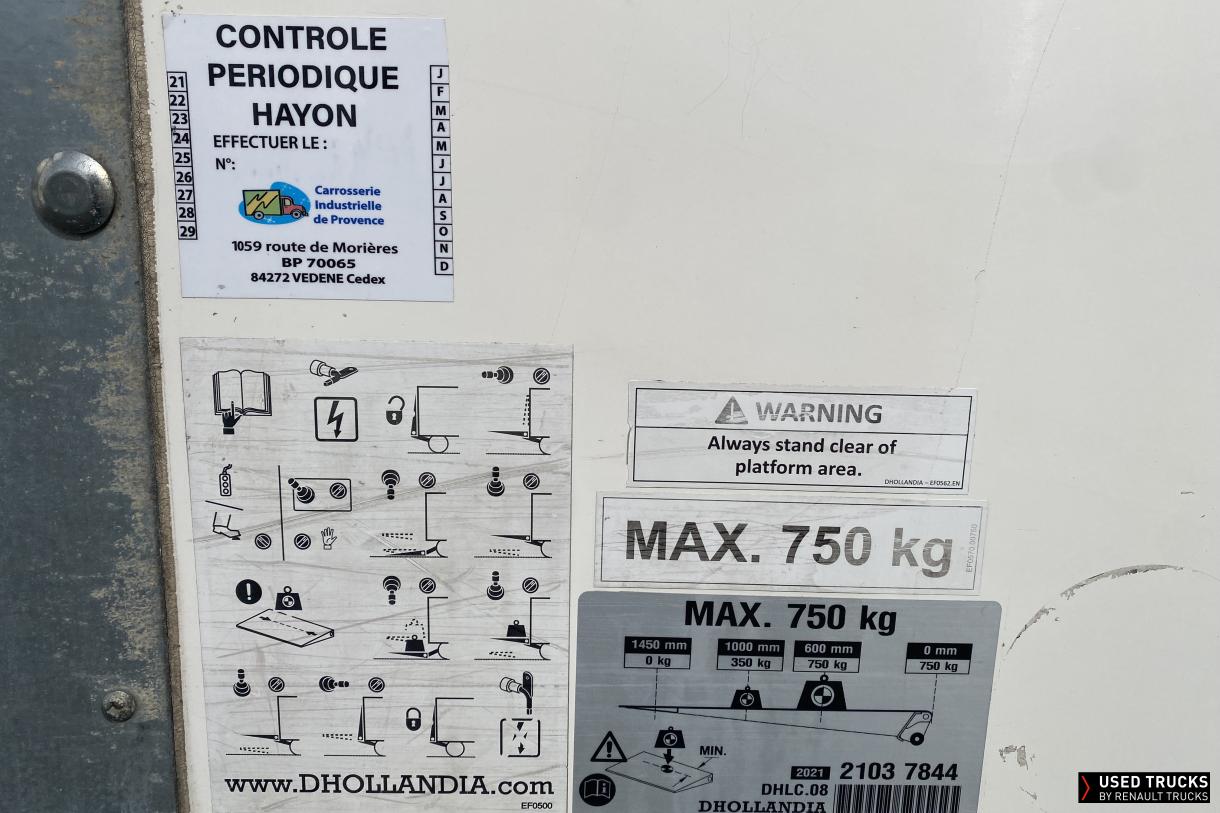 CONTROLE
PERIODIQUE
HAYON
EFFECTUER LE :
N°:
21
22
23
24
25
26
27
28
29
J
F
M
A
M
J
J
A
S
O
N
D
Carrosserie
Industrielle
de Provence
1059 route de Morières
BP 70065
84272 VEDENE Cedex
www.DHOLLANDIA.com
EF0500
WARNING
Always stand clear of
platform area.
DHOLLANDIA – EF0562.EN
MAX. 750 kg
EF0570.00750
MAX. 750 kg
1450 mm 1000 mm 600 mm 0 mm
0 kg 350 kg 750 kg 750 kg
MIN.
2021 2103 7844
DHLC.08
DHOLLANDIA
USED TRUCKS
BY RENAULT TRUCKS